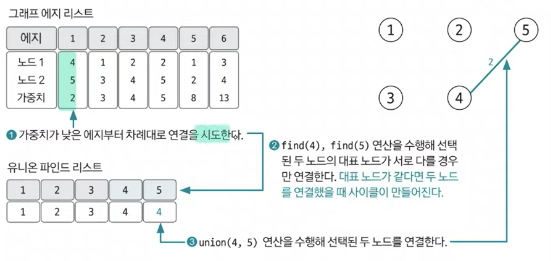 그래프 에지 리스트
에지 1 2 3 4 5 6
노드 1 4 1 2 2 1 3
노드 2 5 3 4 5 2 4
가중치 2 3 4 5 8 13
❶ 가중치가 낮은 에지부터 차례대로 연결을 시도한다.
유니온 파인드 리스트
1 2 3 4 5
1 2 3 4 4
1 2 5
2
3 4
❷ find(4), find(5) 연산을 수행해 선택
된 두 노드의 대표 노드가 서로 다를 경우
만 연결한다. 대표 노드가 같다면 두 노드
를 연결했을 때 사이클이 만들어진다.
❸ union(4, 5) 연산을 수행해 선택된 두 노드를 연결한다.